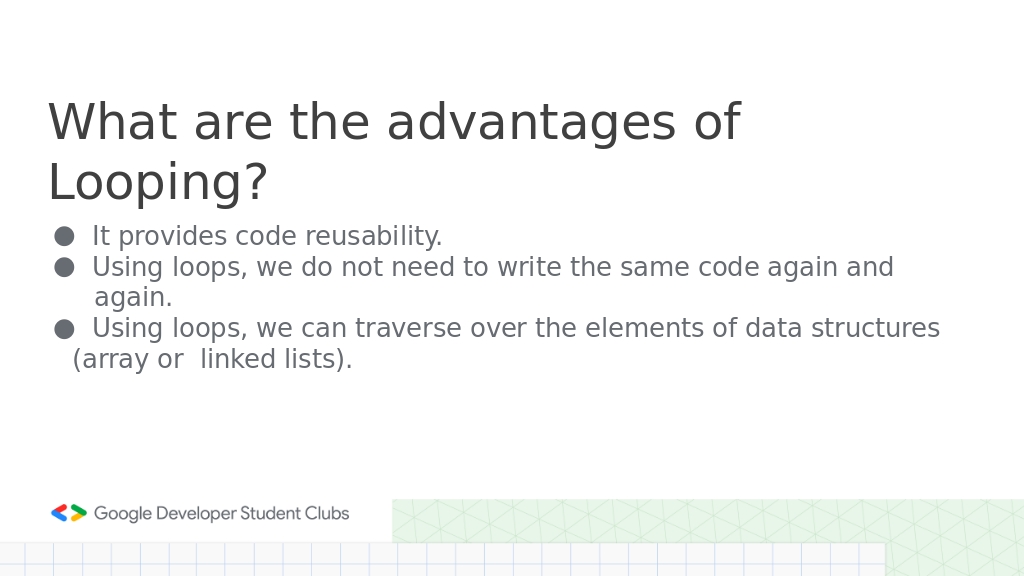 What are the advantages of
Looping?
● It provides code reusability.
● Using loops, we do not need to write the same code again and
again.
● Using loops, we can traverse over the elements of data structures
(array or  linked lists).
Google Developer Student Clubs